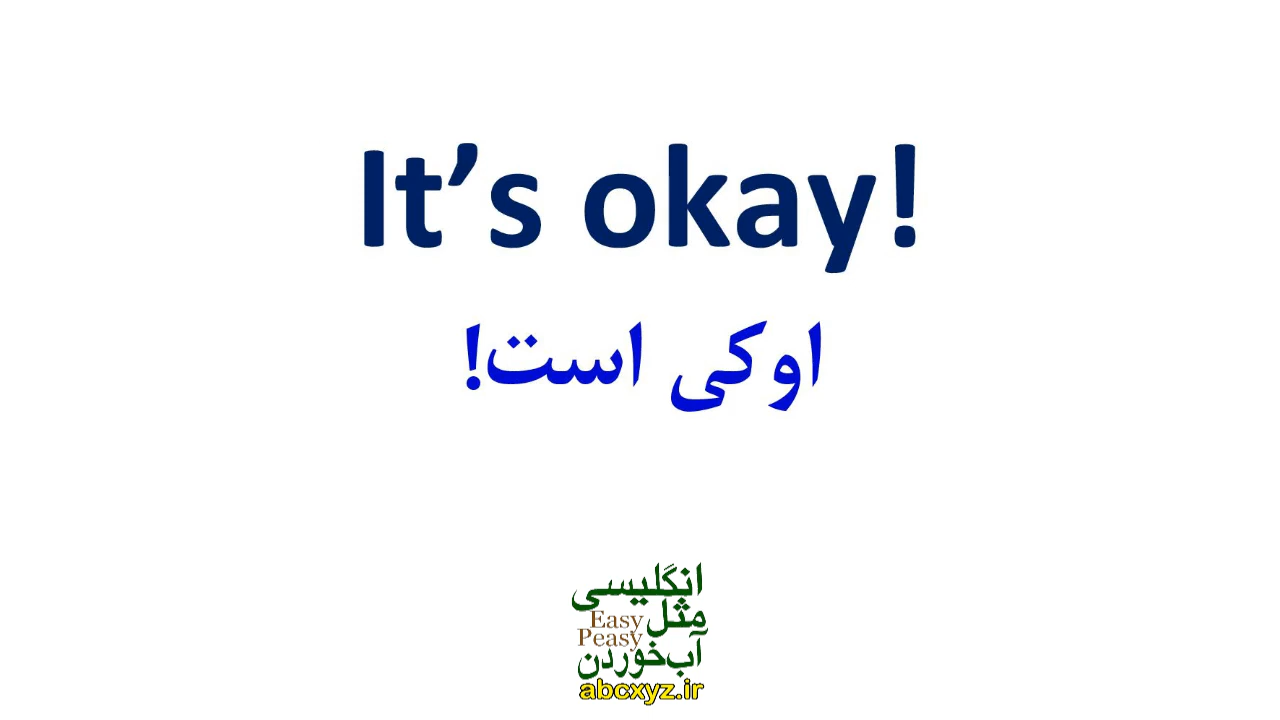 It’s okay!
اوکی است!
انگلیسی
مثل
Easy
Peasy
آب‌خوردن
abcxyz.ir